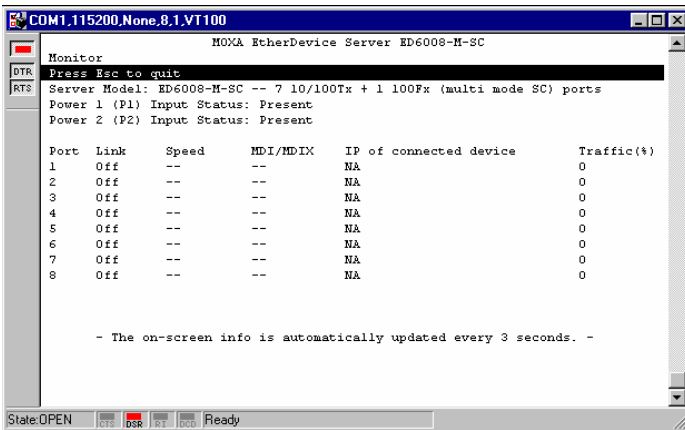 COM1,115200,None,8,1,VT100
MOXA EtherDevice Server ED6008-M-SC
Monitor
DTR
Press Esc to quit
RTS
Server Model: ED6008-M-SC -- 7 10/100Tx + 1 100Fx (multi mode SC) ports
Power 1 (P1) Input Status: Present
Power 2 (P2) Input Status: Present
Port Link Speed MDI/MDIX IP of connected device Traffic(%)
1 Off -- -- NA 0
2 Off -- -- NA 0
3 Off -- -- NA 0
4 Off -- -- NA 0
5 Off -- -- NA 0
6 Off -- -- NA 0
7 Off -- -- NA 0
8 Off -- -- NA 0
- The on-screen info is automatically updated every 3 seconds. -
State:OPEN CTS DSR RI DCD Ready